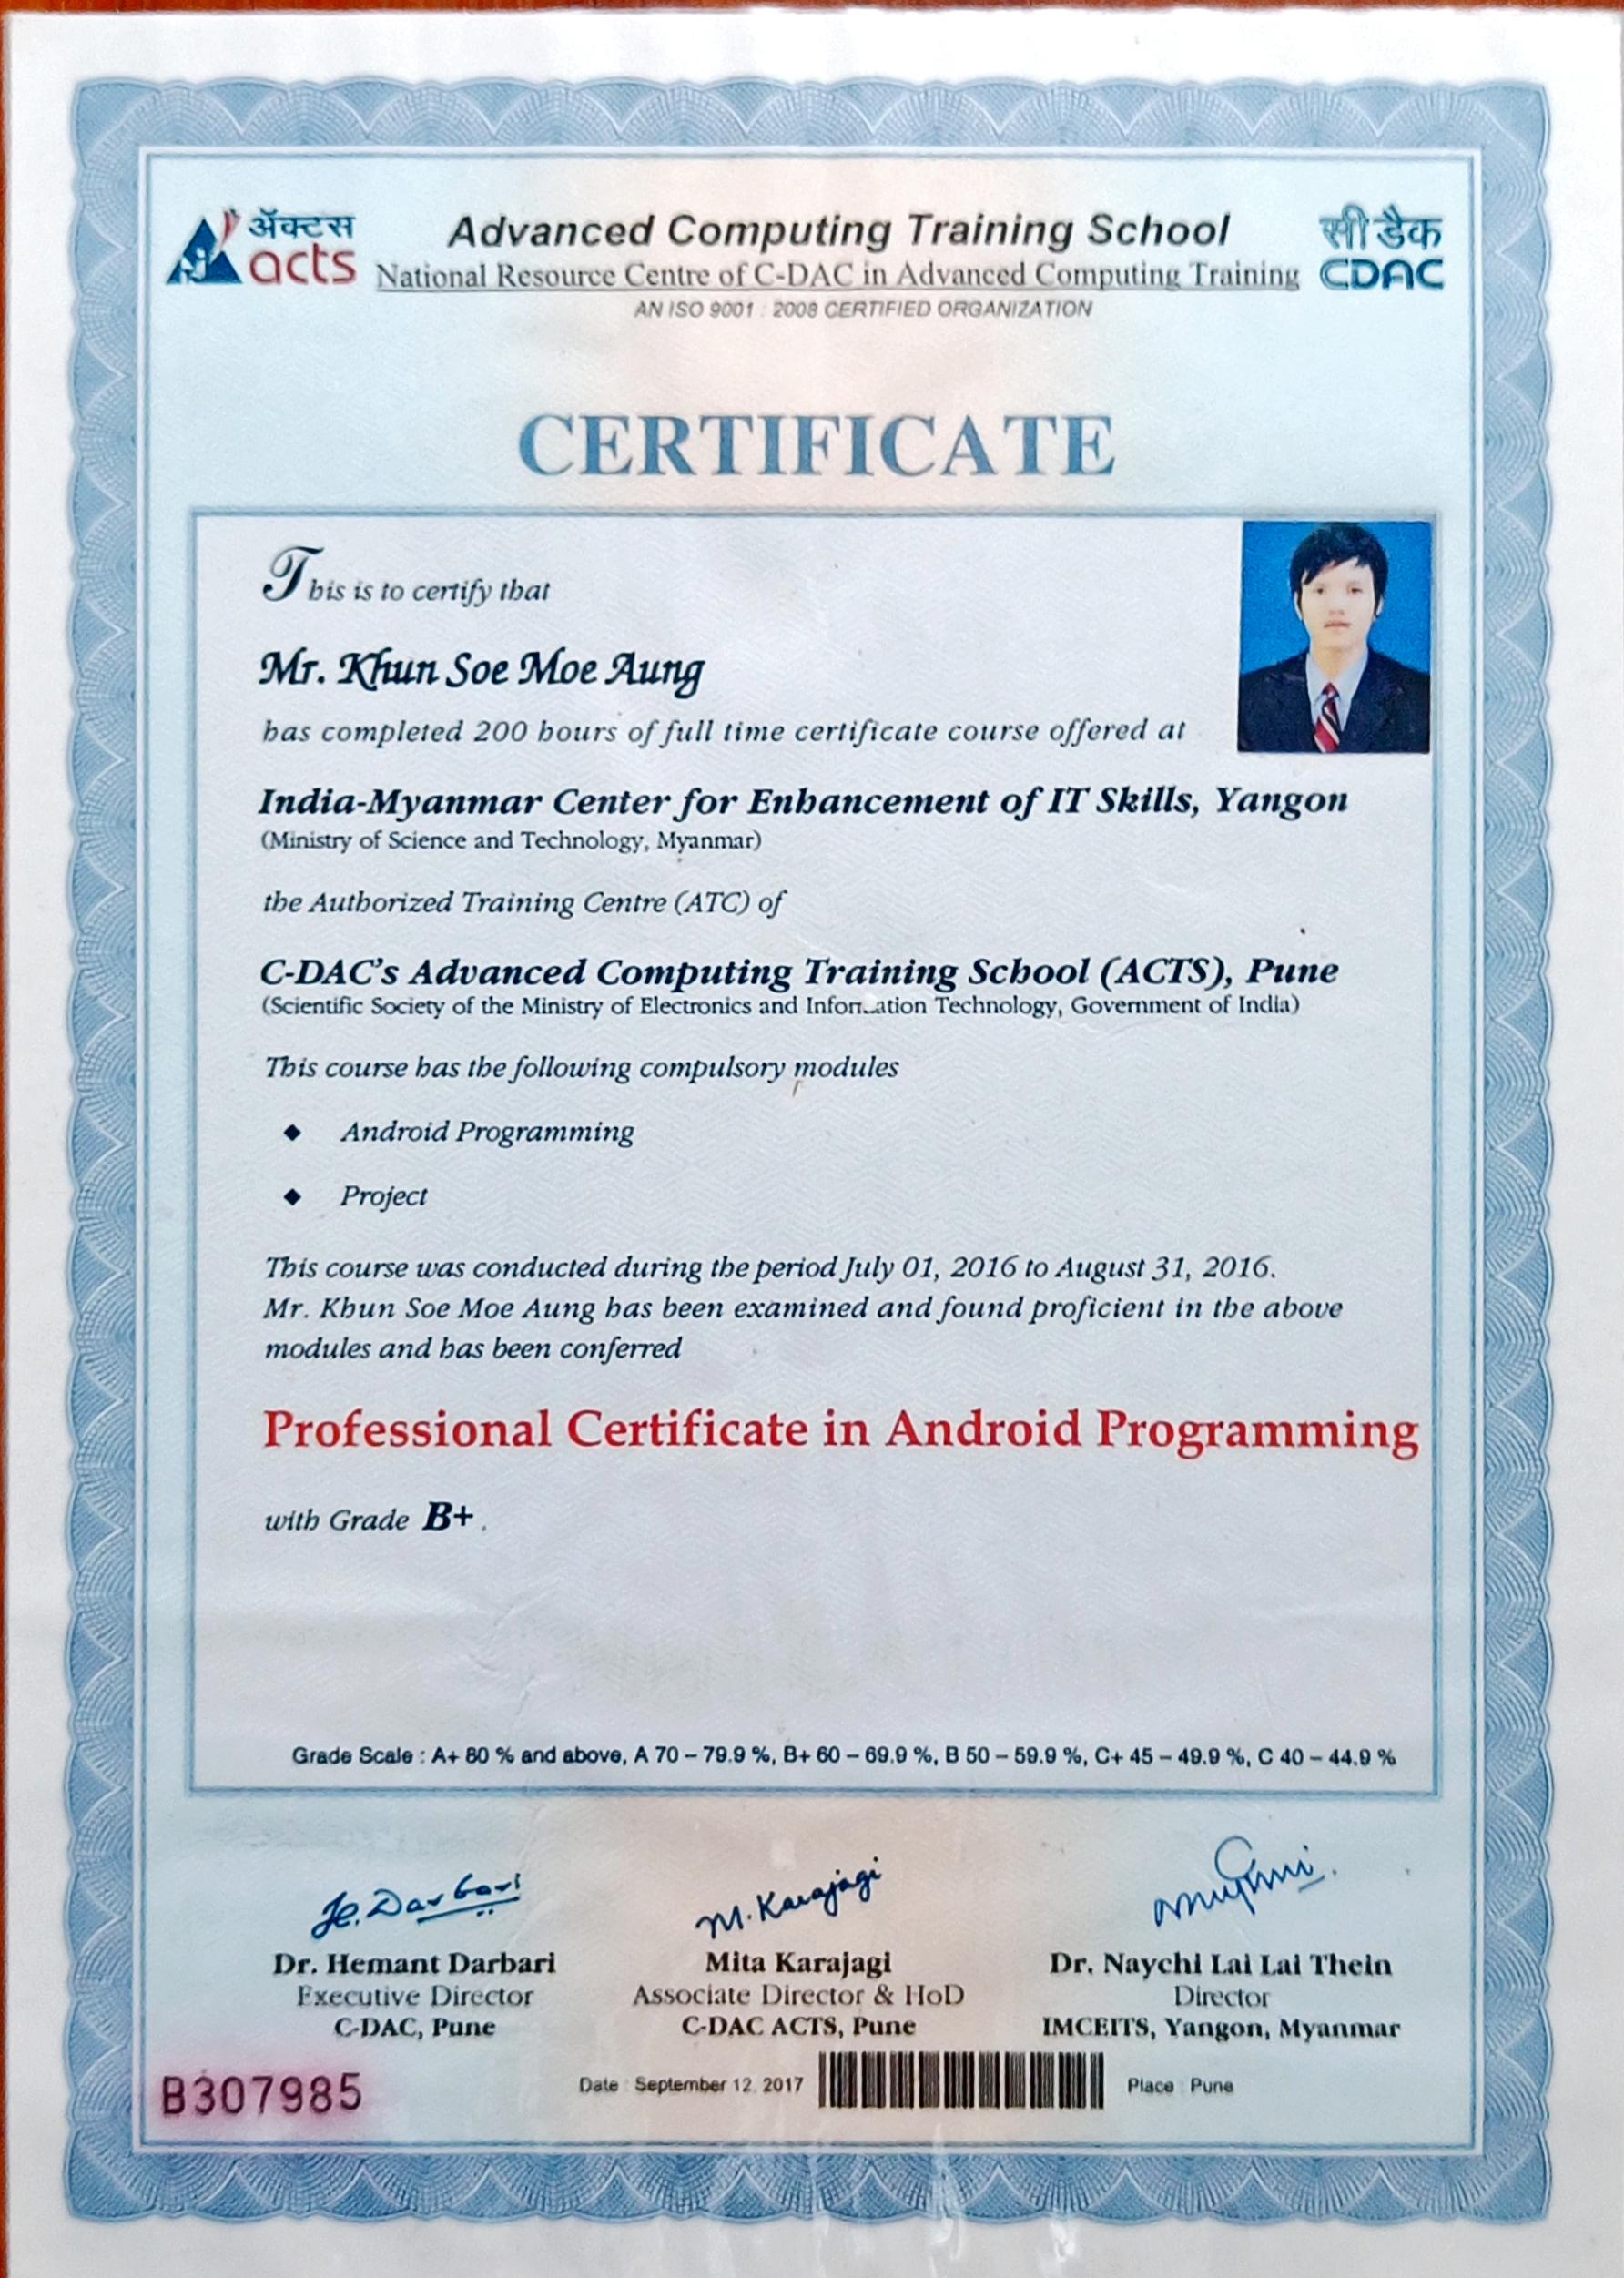 ॲक्टस
acts
Advanced Computing Training School
सी डैक
CDAC
National Resource Centre of C-DAC in Advanced Computing Training
AN ISO 9001 : 2008 CERTIFIED ORGANIZATION
CERTIFICATE
This is to certify that
Mr. Khun Soe Moe Aung
has completed 200 hours of full time certificate course offered at
India-Myanmar Center for Enhancement of IT Skills, Yangon
(Ministry of Science and Technology, Myanmar)
the Authorized Training Centre (ATC) of
C-DAC's Advanced Computing Training School (ACTS), Pune
(Scientific Society of the Ministry of Electronics and Information Technology, Government of India)
This course has the following compulsory modules
◆ Android Programming
◆ Project
This course was conducted during the period July 01, 2016 to August 31, 2016.
Mr. Khun Soe Moe Aung has been examined and found proficient in the above
modules and has been conferred
Professional Certificate in Android Programming
with Grade B+ .
Grade Scale : A+ 80 % and above, A 70 – 79.9 %, B+ 60 – 69.9 %, B 50 – 59.9 %, C+ 45 – 49.9 %, C 40 – 44.9 %
H. Darbari
M. Karajagi
Dr. Hemant Darbari
Executive Director
C-DAC, Pune
Mita Karajagi
Associate Director & HoD
C-DAC ACTS, Pune
Dr. Naychi Lai Lai Thein
Director
IMCEITS, Yangon, Myanmar
B307985
Date : September 12, 2017
Place : Pune